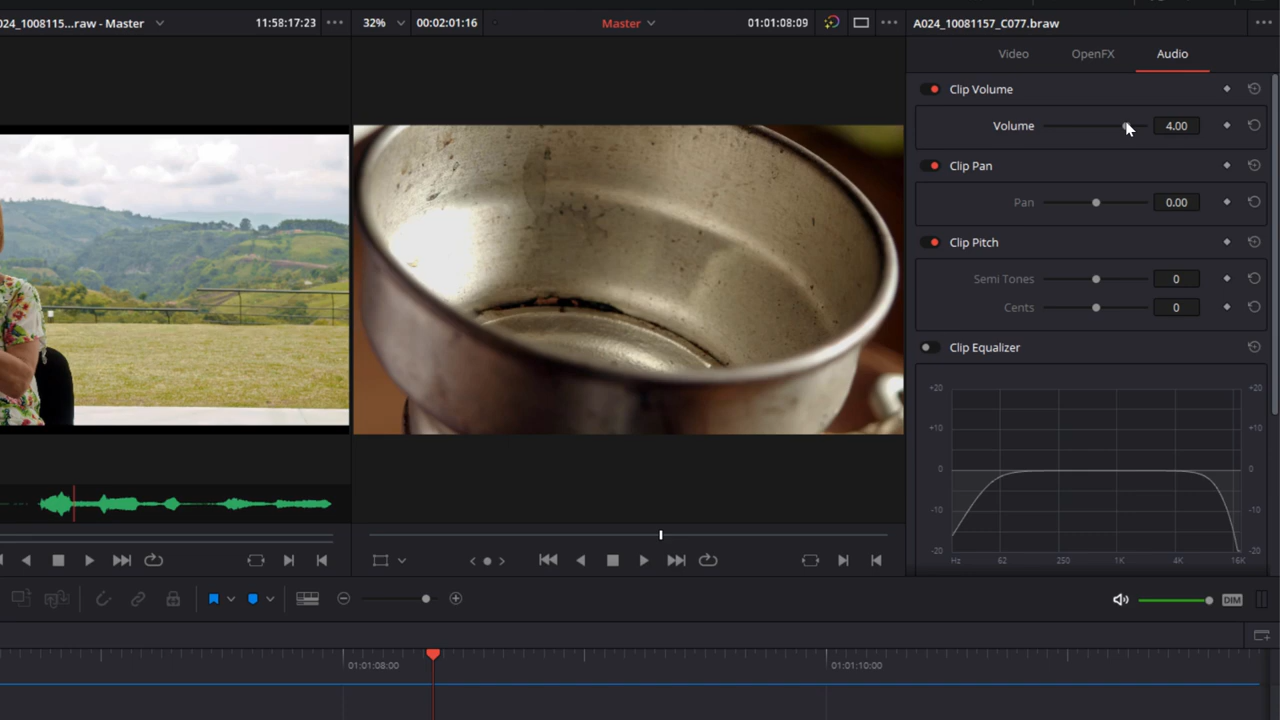 024_1008115...raw - Master 11:58:17:23 32% 00:02:01:16 Master 01:01:08:09 A024_10081157_C077.braw
Video OpenFX Audio
Clip Volume
Volume 4.00
Clip Pan
Pan 0.00
Clip Pitch
Semi Tones 0
Cents 0
Clip Equalizer
+20 +20
+10 +10
0 0
-10 -10
-20 -20
Hz 62 250 1K 4K 16K
DIM
01:01:08:00 01:01:10:00